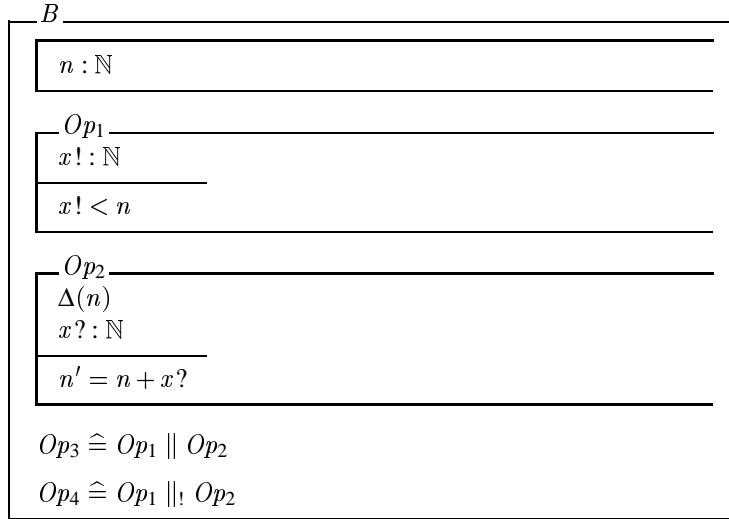 B
n : ℕ
Op₁
x! : ℕ
x! < n
Op₂
Δ(n)
x? : ℕ
n′ = n + x?
Op₃ ≙ Op₁ ∥ Op₂
Op₄ ≙ Op₁ ∥! Op₂